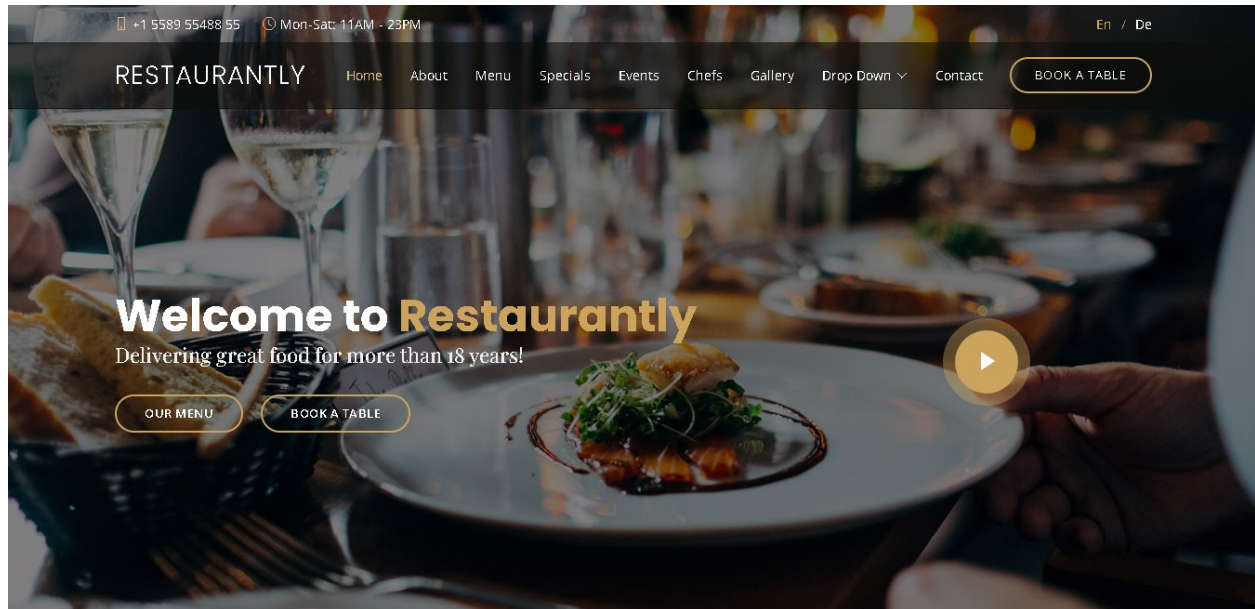 +1 5589 55488 55 Mon-Sat: 11AM - 23PM En / De
RESTAURANTLY Home About Menu Specials Events Chefs Gallery Drop Down Contact BOOK A TABLE
Welcome to Restaurantly
Delivering great food for more than 18 years!
OUR MENU BOOK A TABLE